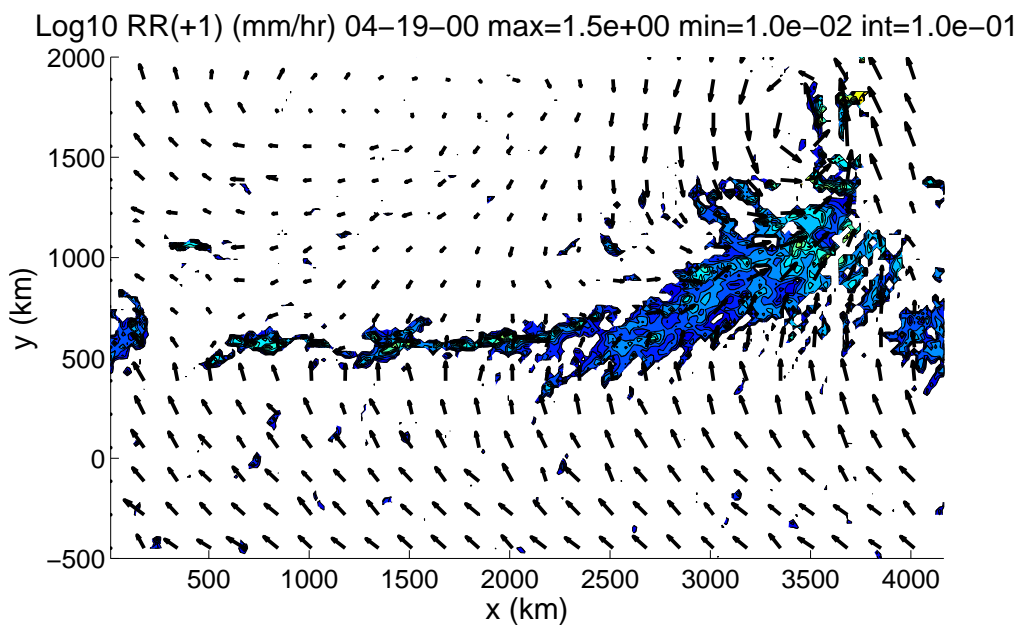 Log10 RR(+1) (mm/hr) 04−19−00 max=1.5e+00 min=1.0e−02 int=1.0e−01
2000
1500
1000
500
0
−500
y (km)
500 1000 1500 2000 2500 3000 3500 4000
x (km)